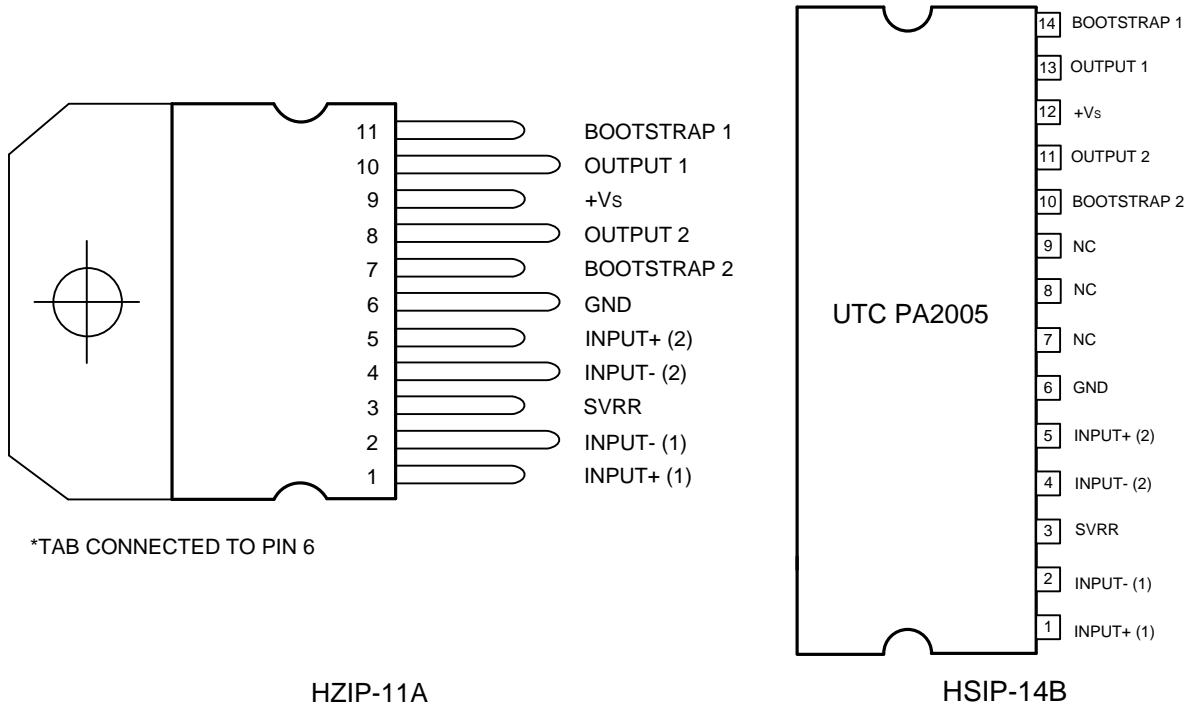 11 BOOTSTRAP 1
10 OUTPUT 1
9 +Vs
8 OUTPUT 2
7 BOOTSTRAP 2
6 GND
5 INPUT+ (2)
4 INPUT- (2)
3 SVRR
2 INPUT- (1)
1 INPUT+ (1)
*TAB CONNECTED TO PIN 6
HZIP-11A
14 BOOTSTRAP 1
13 OUTPUT 1
12 +Vs
11 OUTPUT 2
10 BOOTSTRAP 2
9 NC
8 NC
UTC PA2005
7 NC
6 GND
5 INPUT+ (2)
4 INPUT- (2)
3 SVRR
2 INPUT- (1)
1 INPUT+ (1)
HSIP-14B